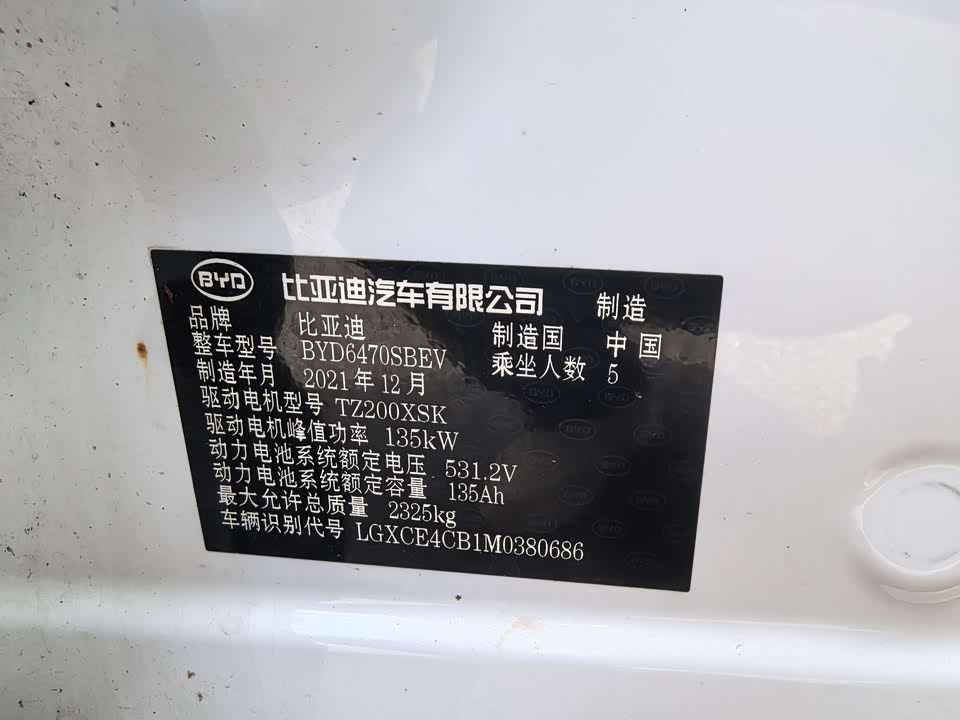 BYD 比亚迪汽车有限公司 制造
品牌 比亚迪 制造国 中国
整车型号 BYD6470SBEV 乘坐人数 5
制造年月 2021年12月
驱动电机型号 TZ200XSK
驱动电机峰值功率 135kW
动力电池系统额定电压 531.2V
动力电池系统额定容量 135Ah
最大允许总质量 2325kg
车辆识别代号 LGXCE4CB1M0380686